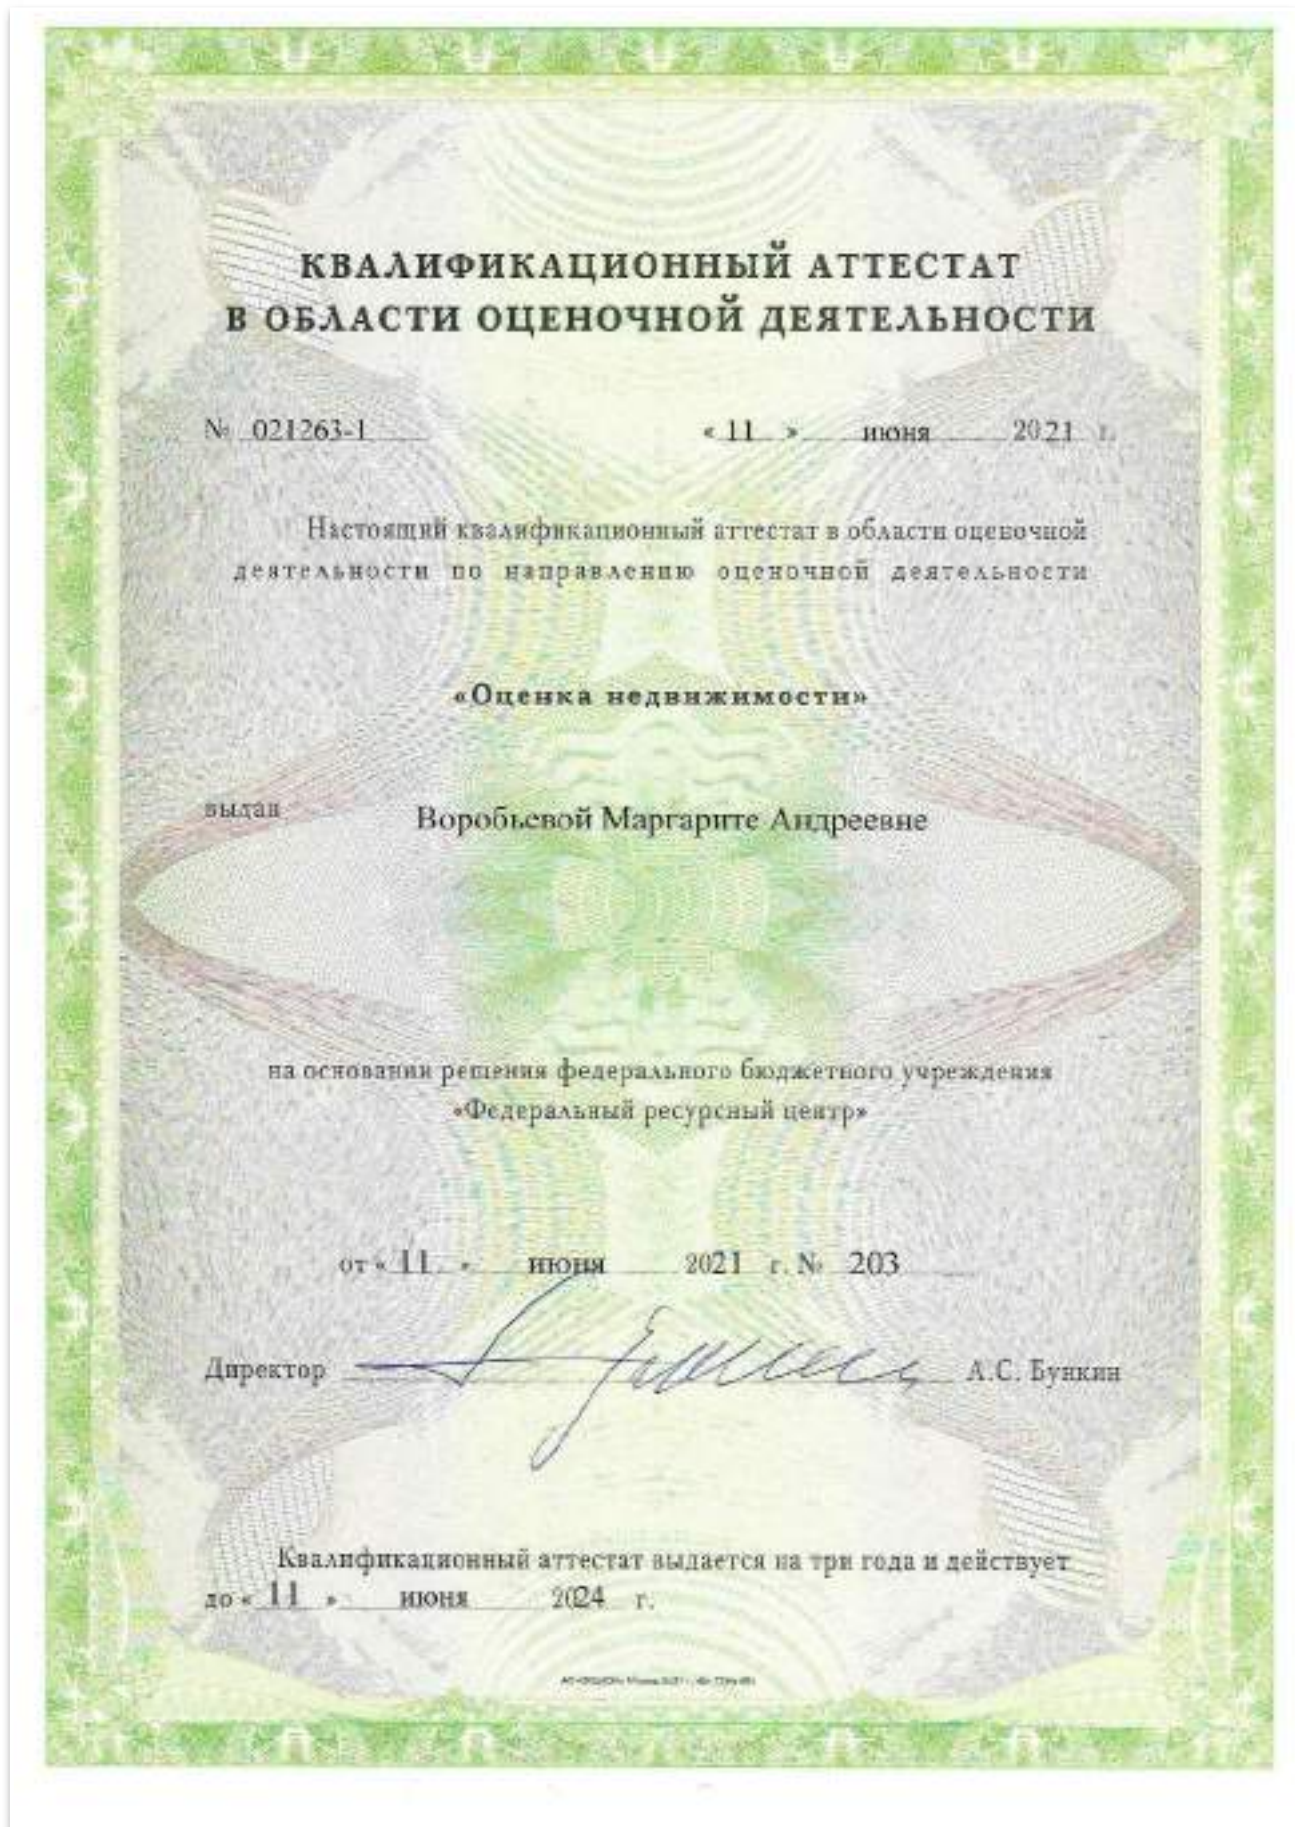 КВАЛИФИКАЦИОННЫЙ АТТЕСТАТ
В ОБЛАСТИ ОЦЕНОЧНОЙ ДЕЯТЕЛЬНОСТИ
№ 021263-1 « 11 » июня 2021 г.
Настоящий квалификационный аттестат в области оценочной
деятельности по направлению оценочной деятельности
«Оценка недвижимости»
выдан Воробьевой Маргарите Андреевне
на основании решения федерального бюджетного учреждения
«Федеральный ресурсный центр»
от « 11 » июня 2021 г. № 203
Директор А.С. Бункин
Квалификационный аттестат выдается на три года и действует
до « 11 » июня 2024 г.